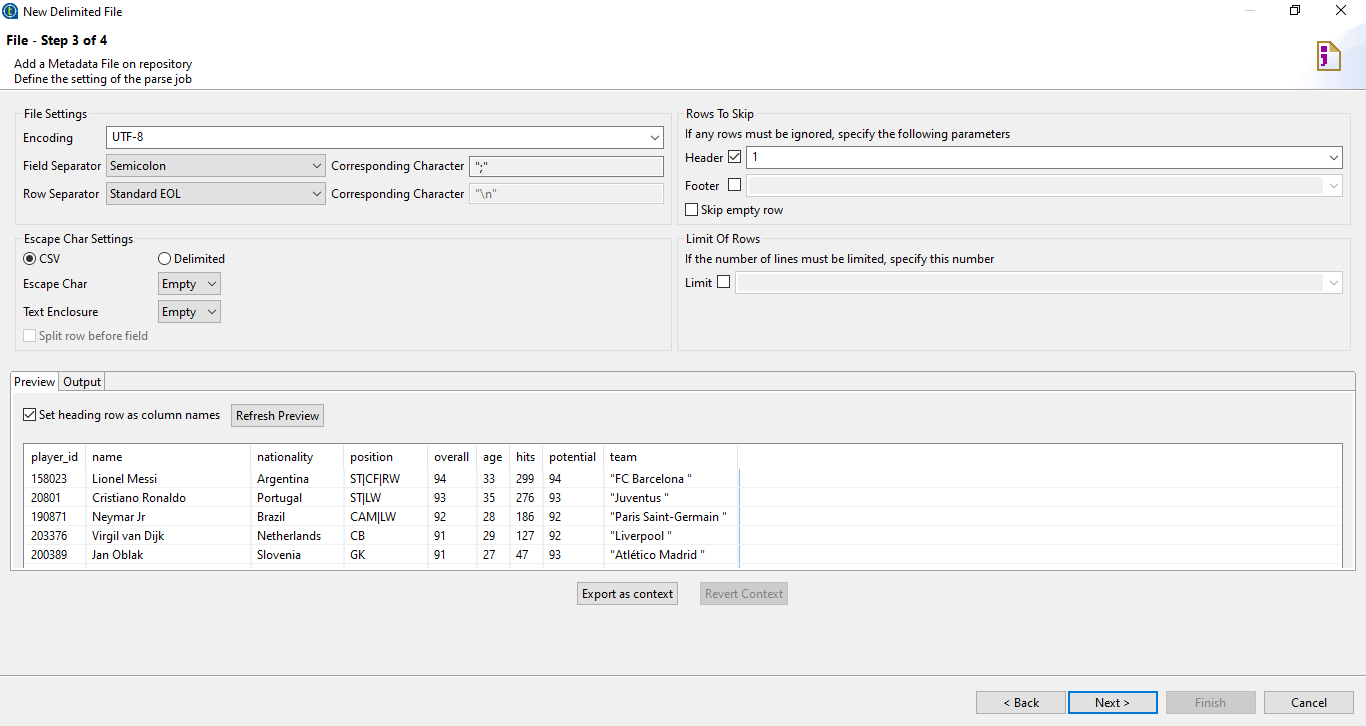 New Delimited File
File - Step 3 of 4
Add a Metadata File on repository
Define the setting of the parse job
File Settings
Encoding UTF-8
Field Separator Semicolon Corresponding Character ";"
Row Separator Standard EOL Corresponding Character "\n"
Rows To Skip
If any rows must be ignored, specify the following parameters
Header 1
Footer
Skip empty row
Escape Char Settings
CSV Delimited
Escape Char Empty
Text Enclosure Empty
Split row before field
Limit Of Rows
If the number of lines must be limited, specify this number
Limit
Preview Output
Set heading row as column names Refresh Preview
player_id name nationality position overall age hits potential team
158023 Lionel Messi Argentina ST|CF|RW 94 33 299 94 "FC Barcelona "
20801 Cristiano Ronaldo Portugal ST|LW 93 35 276 93 "Juventus "
190871 Neymar Jr Brazil CAM|LW 92 28 186 92 "Paris Saint-Germain "
203376 Virgil van Dijk Netherlands CB 91 29 127 92 "Liverpool "
200389 Jan Oblak Slovenia GK 91 27 47 93 "Atlético Madrid "
Export as context Revert Context
< Back Next > Finish Cancel